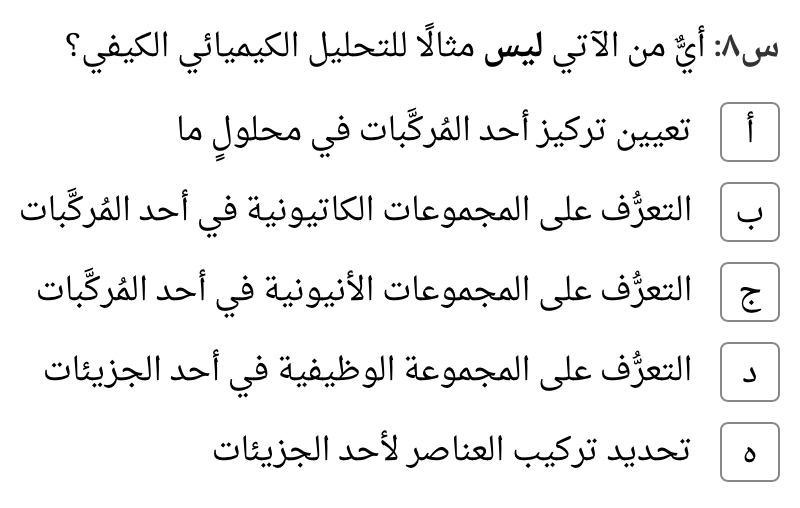 س٨: أيٌّ من الآتي ليس مثالًا للتحليل الكيميائي الكيفي؟
أ تعيين تركيز أحد المُركَّبات في محلولٍ ما
ب التعرُّف على المجموعات الكاتيونية في أحد المُركَّبات
ج التعرُّف على المجموعات الأنيونية في أحد المُركَّبات
د التعرُّف على المجموعة الوظيفية في أحد الجزيئات
ه تحديد تركيب العناصر لأحد الجزيئات